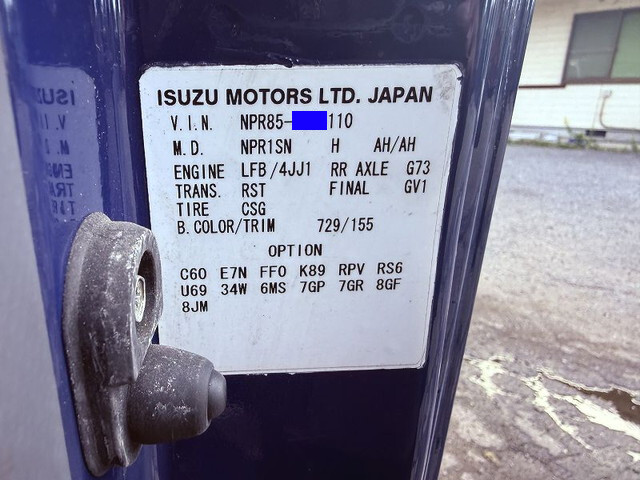 ISUZU MOTORS LTD. JAPAN
V.I.N. NPR85- 110
M.D. NPR1SN H AH/AH
ENGINE LFB/4JJ1 RR AXLE G73
TRANS. RST FINAL GV1
TIRE CSG
B.COLOR/TRIM 729/155
OPTION
C60 E7N FF0 K89 RPV RS6
U69 34W 6MS 7GP 7GR 8GF
8JM